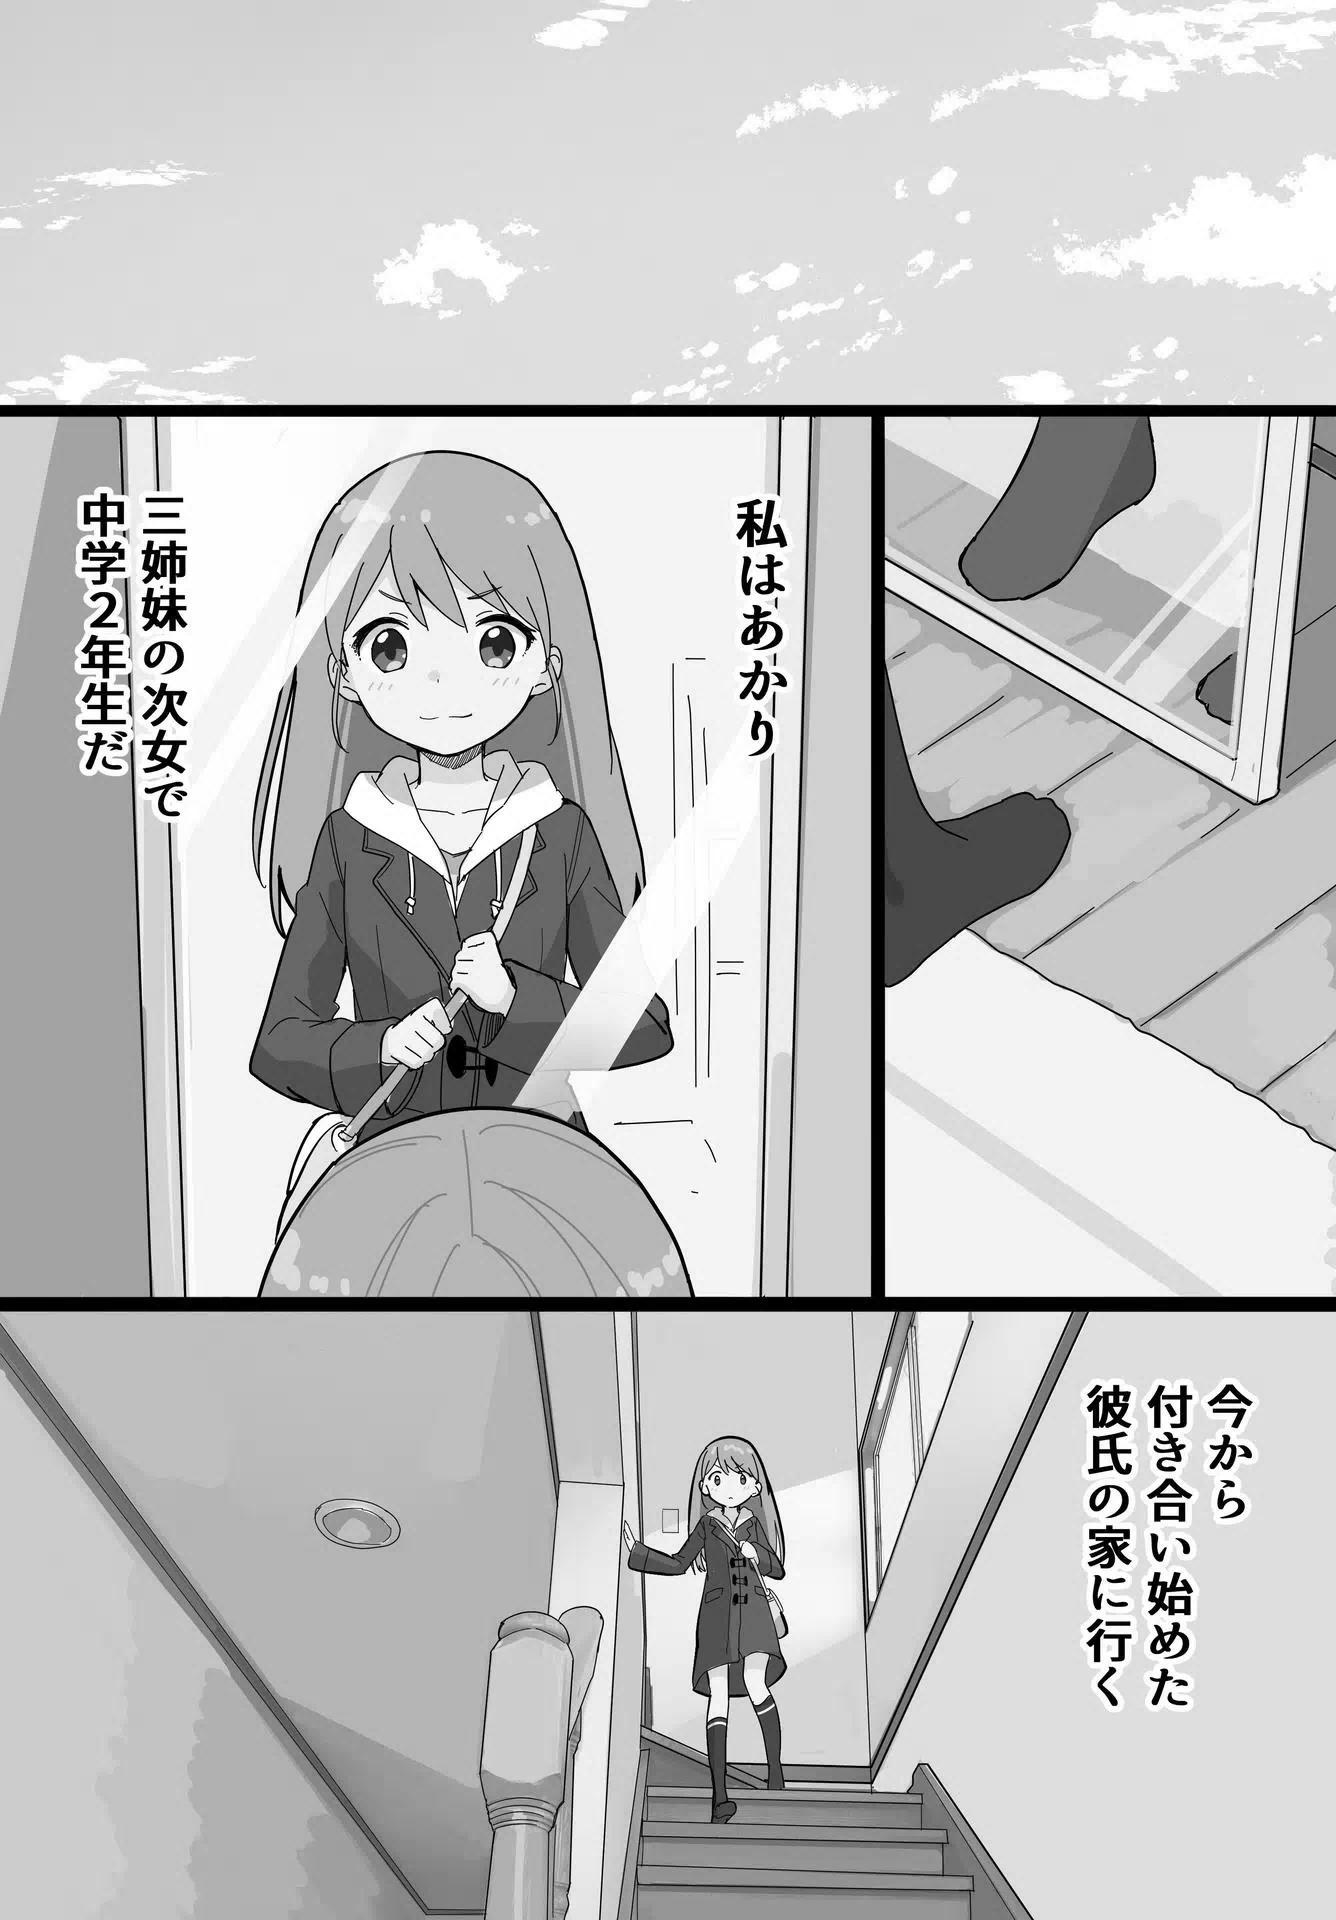 私はあかり
三姉妹の次女で
中学２年生だ
今から
付き合い始めた
彼氏の家に行く